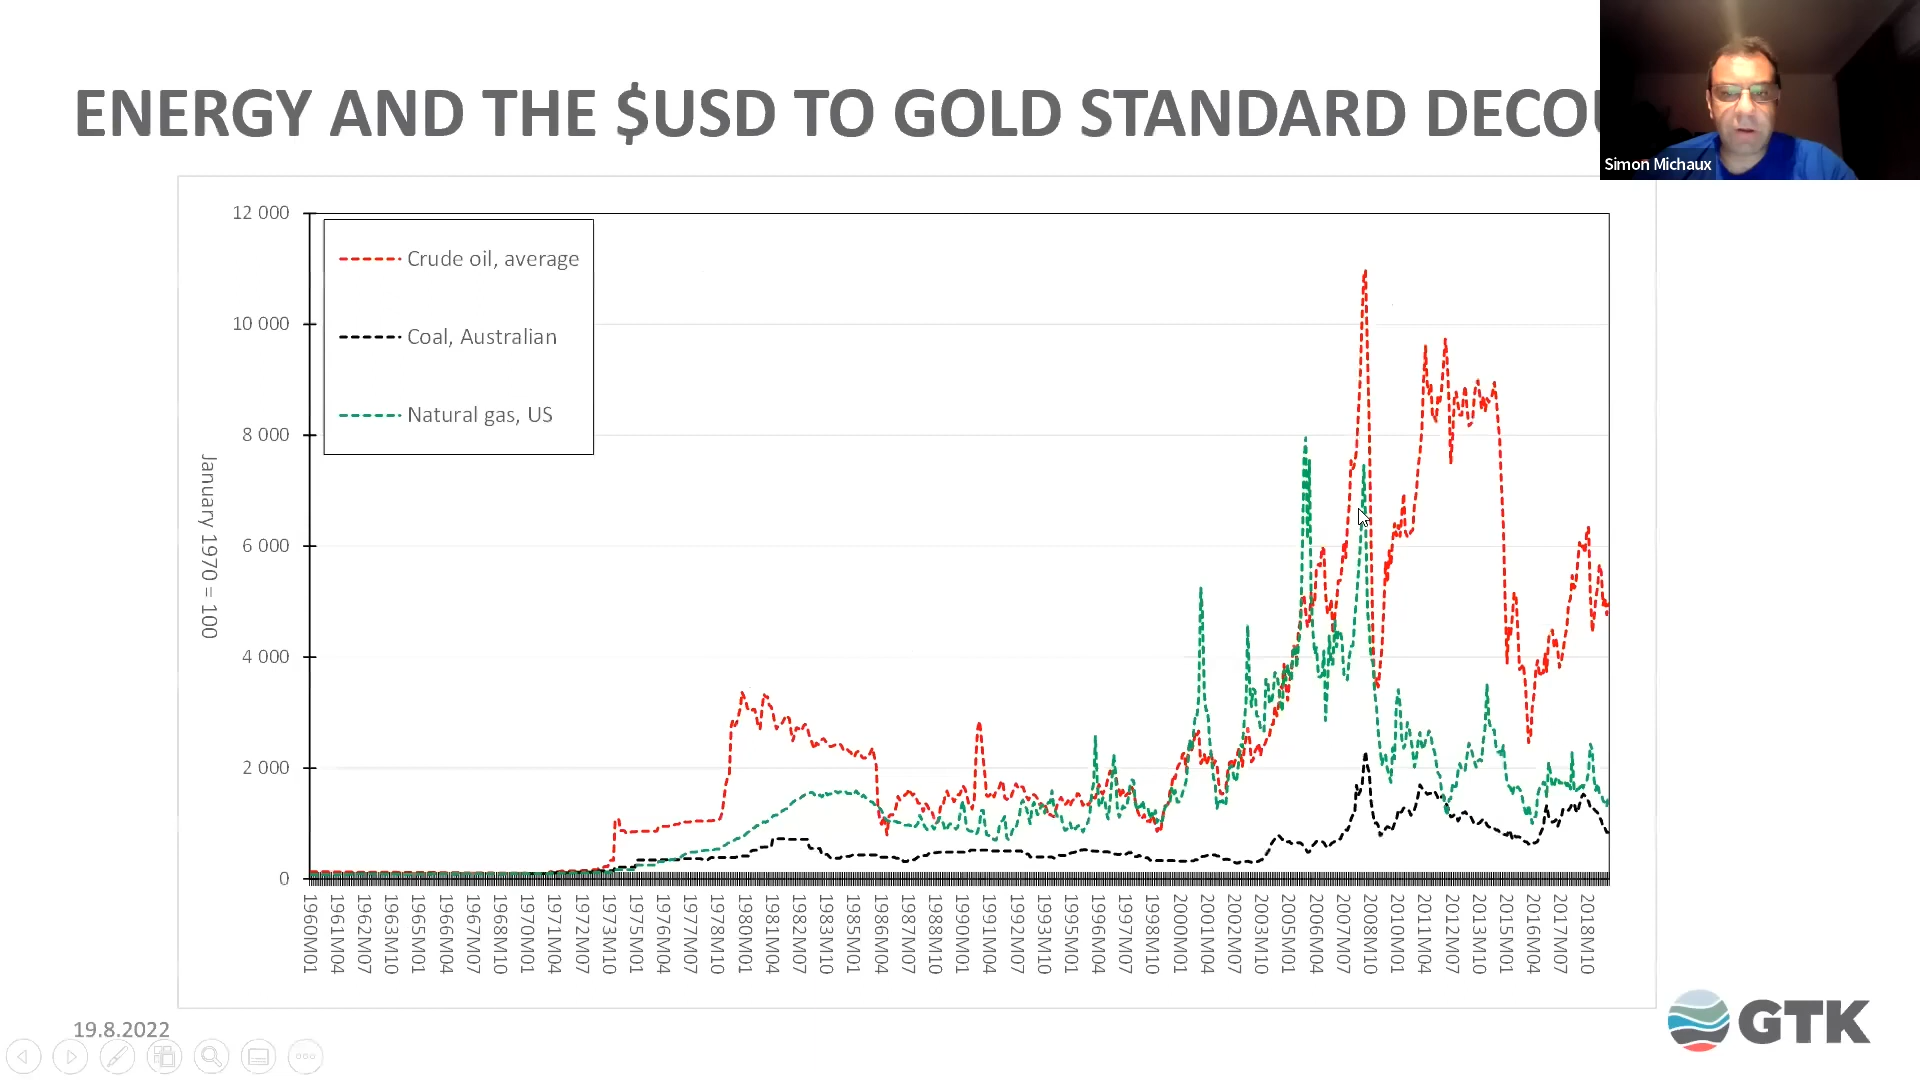 ENERGY AND THE $USD TO GOLD STANDARD DECOU
Simon Michaux
12 000
10 000
8 000
6 000
4 000
2 000
0
January 1970 = 100
Crude oil, average
Coal, Australian
Natural gas, US
1960M01
1961M04
1962M07
1963M10
1965M01
1966M04
1967M07
1968M10
1970M01
1971M04
1972M07
1973M10
1975M01
1976M04
1977M07
1978M10
1980M01
1981M04
1982M07
1983M10
1985M01
1986M04
1987M07
1988M10
1990M01
1991M04
1992M07
1993M10
1995M01
1996M04
1997M07
1998M10
2000M01
2001M04
2002M07
2003M10
2005M01
2006M04
2007M07
2008M10
2010M01
2011M04
2012M07
2013M10
2015M01
2016M04
2017M07
2018M10
19.8.2022
GTK